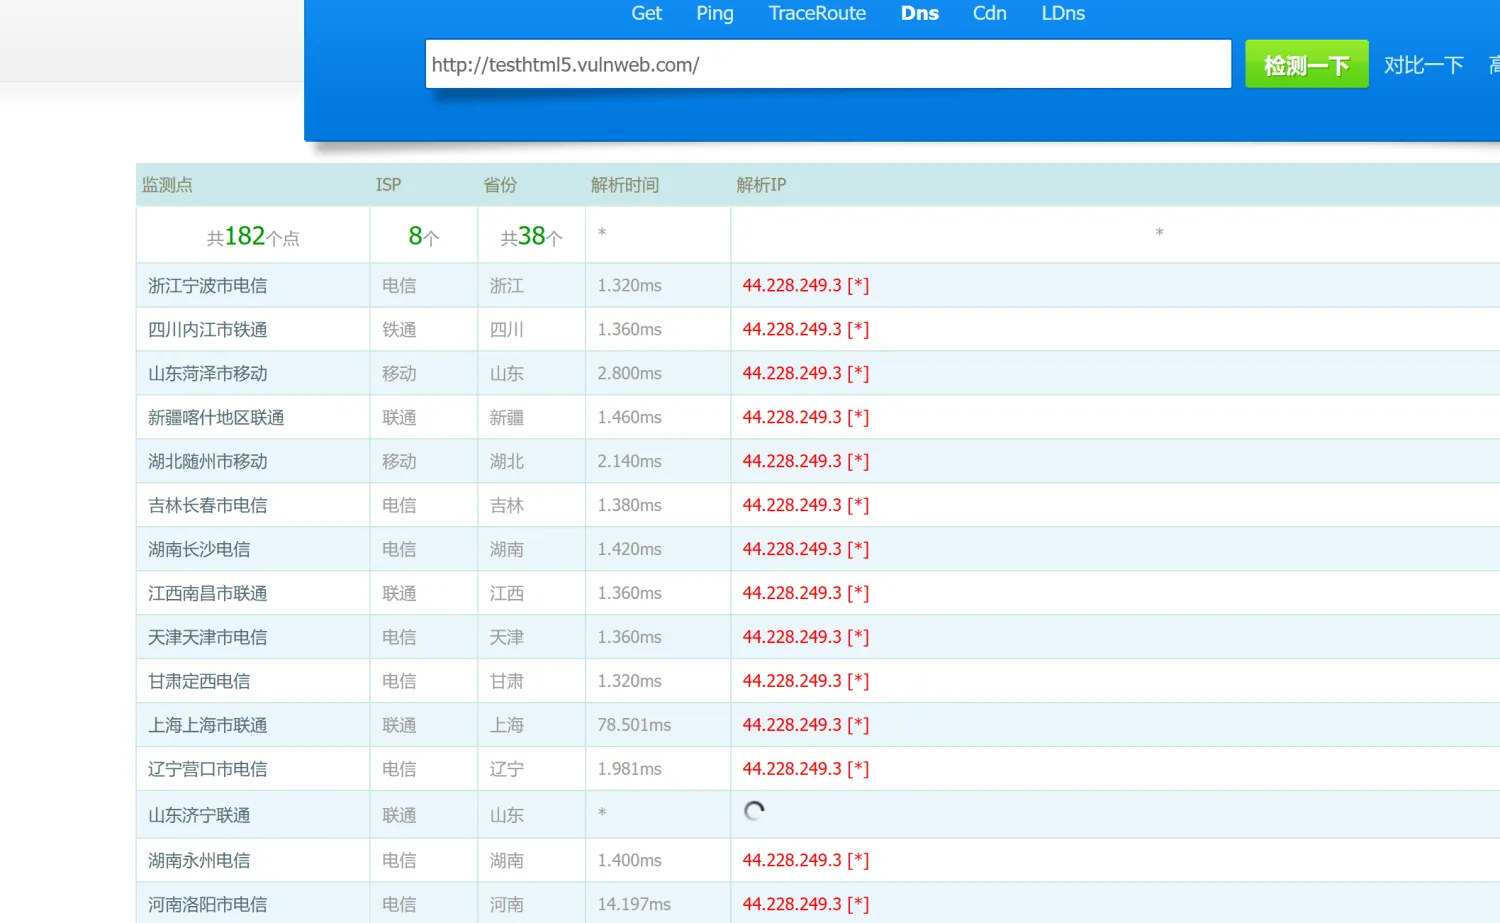 Get Ping TraceRoute Dns Cdn LDns
http://testhtml5.vulnweb.com/ 检测一下 对比一下
监测点 ISP 省份 解析时间 解析IP
共182个点 8个 共38个 * *
浙江宁波市电信 电信 浙江 1.320ms 44.228.249.3 [*]
四川内江市铁通 铁通 四川 1.360ms 44.228.249.3 [*]
山东菏泽市移动 移动 山东 2.800ms 44.228.249.3 [*]
新疆喀什地区联通 联通 新疆 1.460ms 44.228.249.3 [*]
湖北随州市移动 移动 湖北 2.140ms 44.228.249.3 [*]
吉林长春市电信 电信 吉林 1.380ms 44.228.249.3 [*]
湖南长沙电信 电信 湖南 1.420ms 44.228.249.3 [*]
江西南昌市联通 联通 江西 1.360ms 44.228.249.3 [*]
天津天津市电信 电信 天津 1.360ms 44.228.249.3 [*]
甘肃定西电信 电信 甘肃 1.320ms 44.228.249.3 [*]
上海上海市联通 联通 上海 78.501ms 44.228.249.3 [*]
辽宁营口市电信 电信 辽宁 1.981ms 44.228.249.3 [*]
山东济宁联通 联通 山东 *
湖南永州电信 电信 湖南 1.400ms 44.228.249.3 [*]
河南洛阳市电信 电信 河南 14.197ms 44.228.249.3 [*]